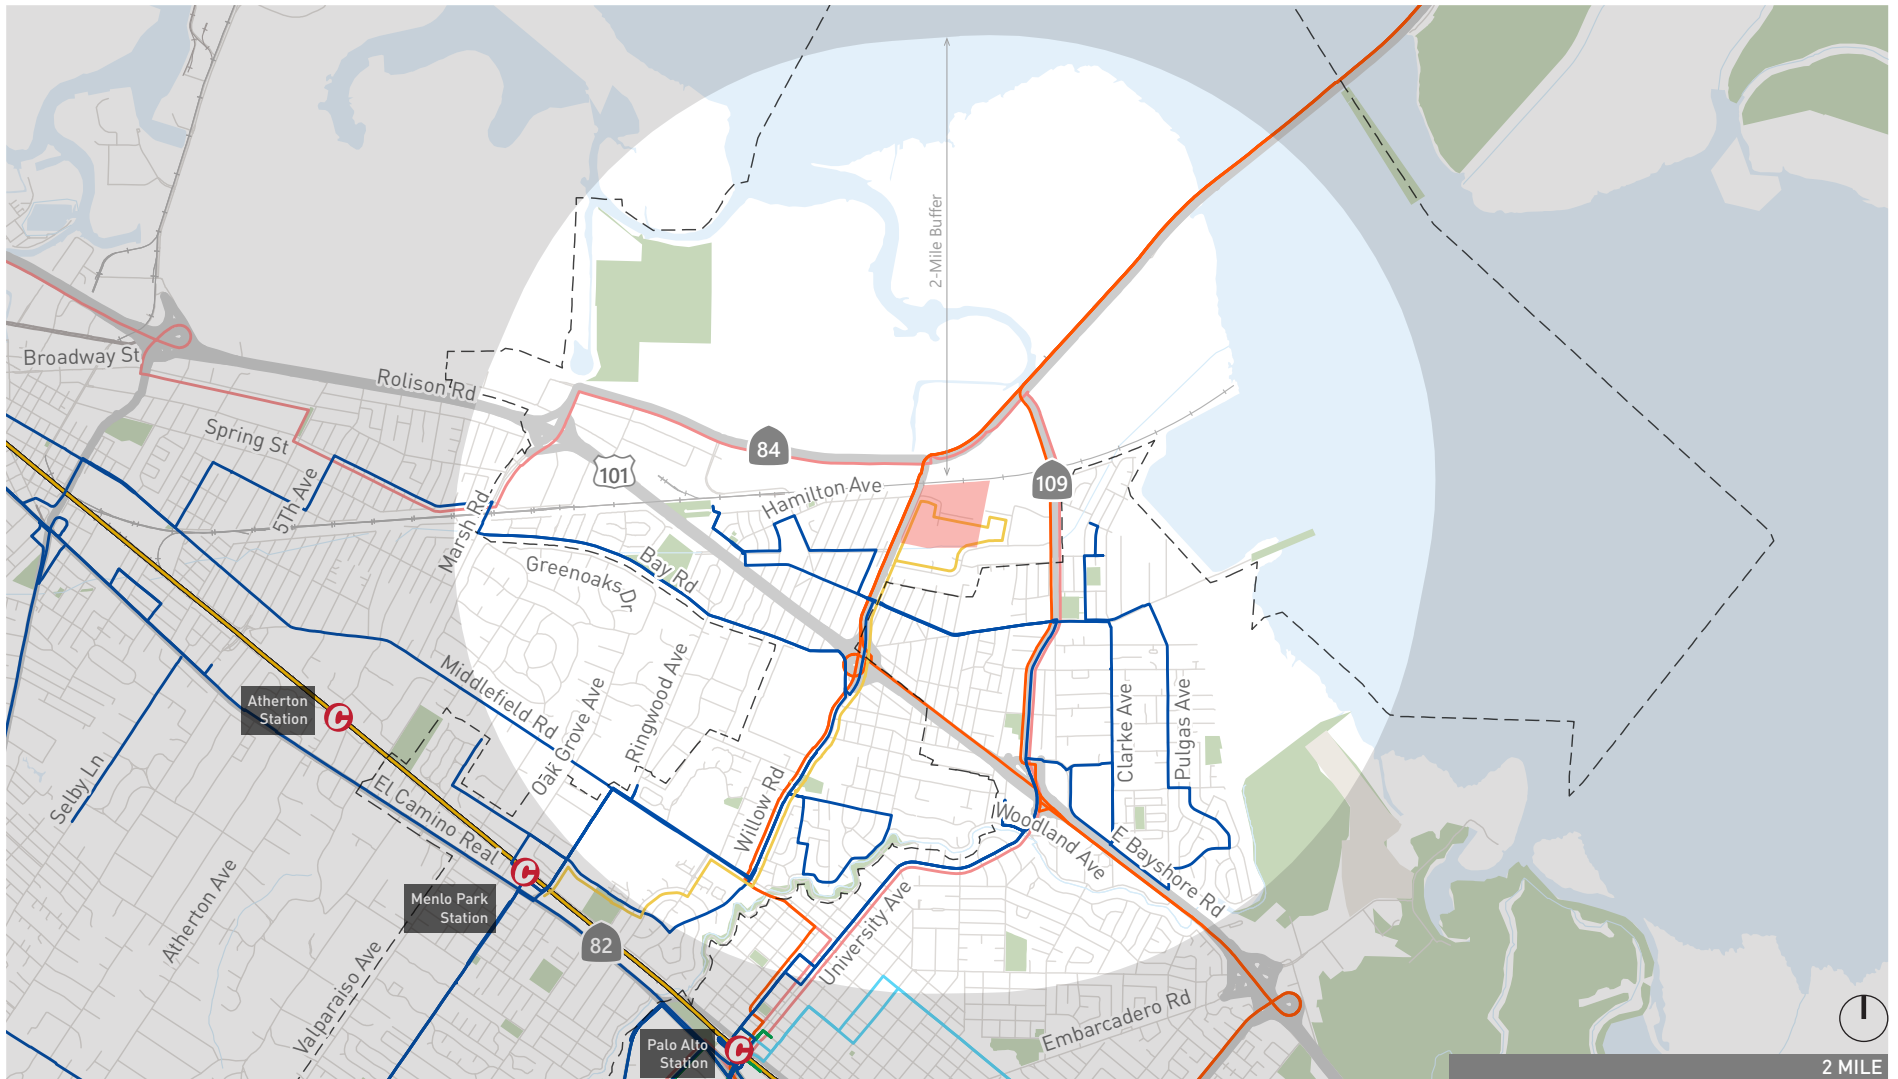 2-Mile Buffer
Broadway St
Rolison Rd
Spring St
84
101
5Th Ave
Hamilton Ave
109
Marsh Rd
Bay Rd
Greenoaks Dr
Middlefield Rd
Oak Grove Ave
Ringwood Ave
Clarke Ave
Pulgas Ave
Atherton
Station
Selby Ln
El Camino Real
Willow Rd
Woodland Ave
E Bayshore Rd
Menlo Park
Station
Atherton Ave
82
University Ave
Valparaiso Ave
Embarcadero Rd
Palo Alto
Station
C
C
C
2 MILE